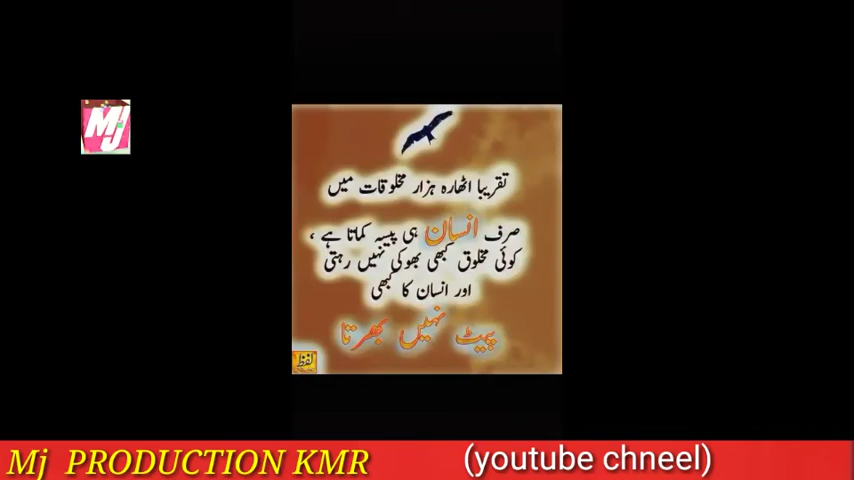 Mj
تقریبا اٹھارہ ہزار مخلوقات میں
صرف انسان ہی پیسہ کماتا ہے ،
کوئی مخلوق کبھی بھوکی نہیں رہتی
اور انسان کا کبھی
پیٹ نہیں بھرتا
لفظ
Mj PRODUCTION KMR
(youtube chneel)